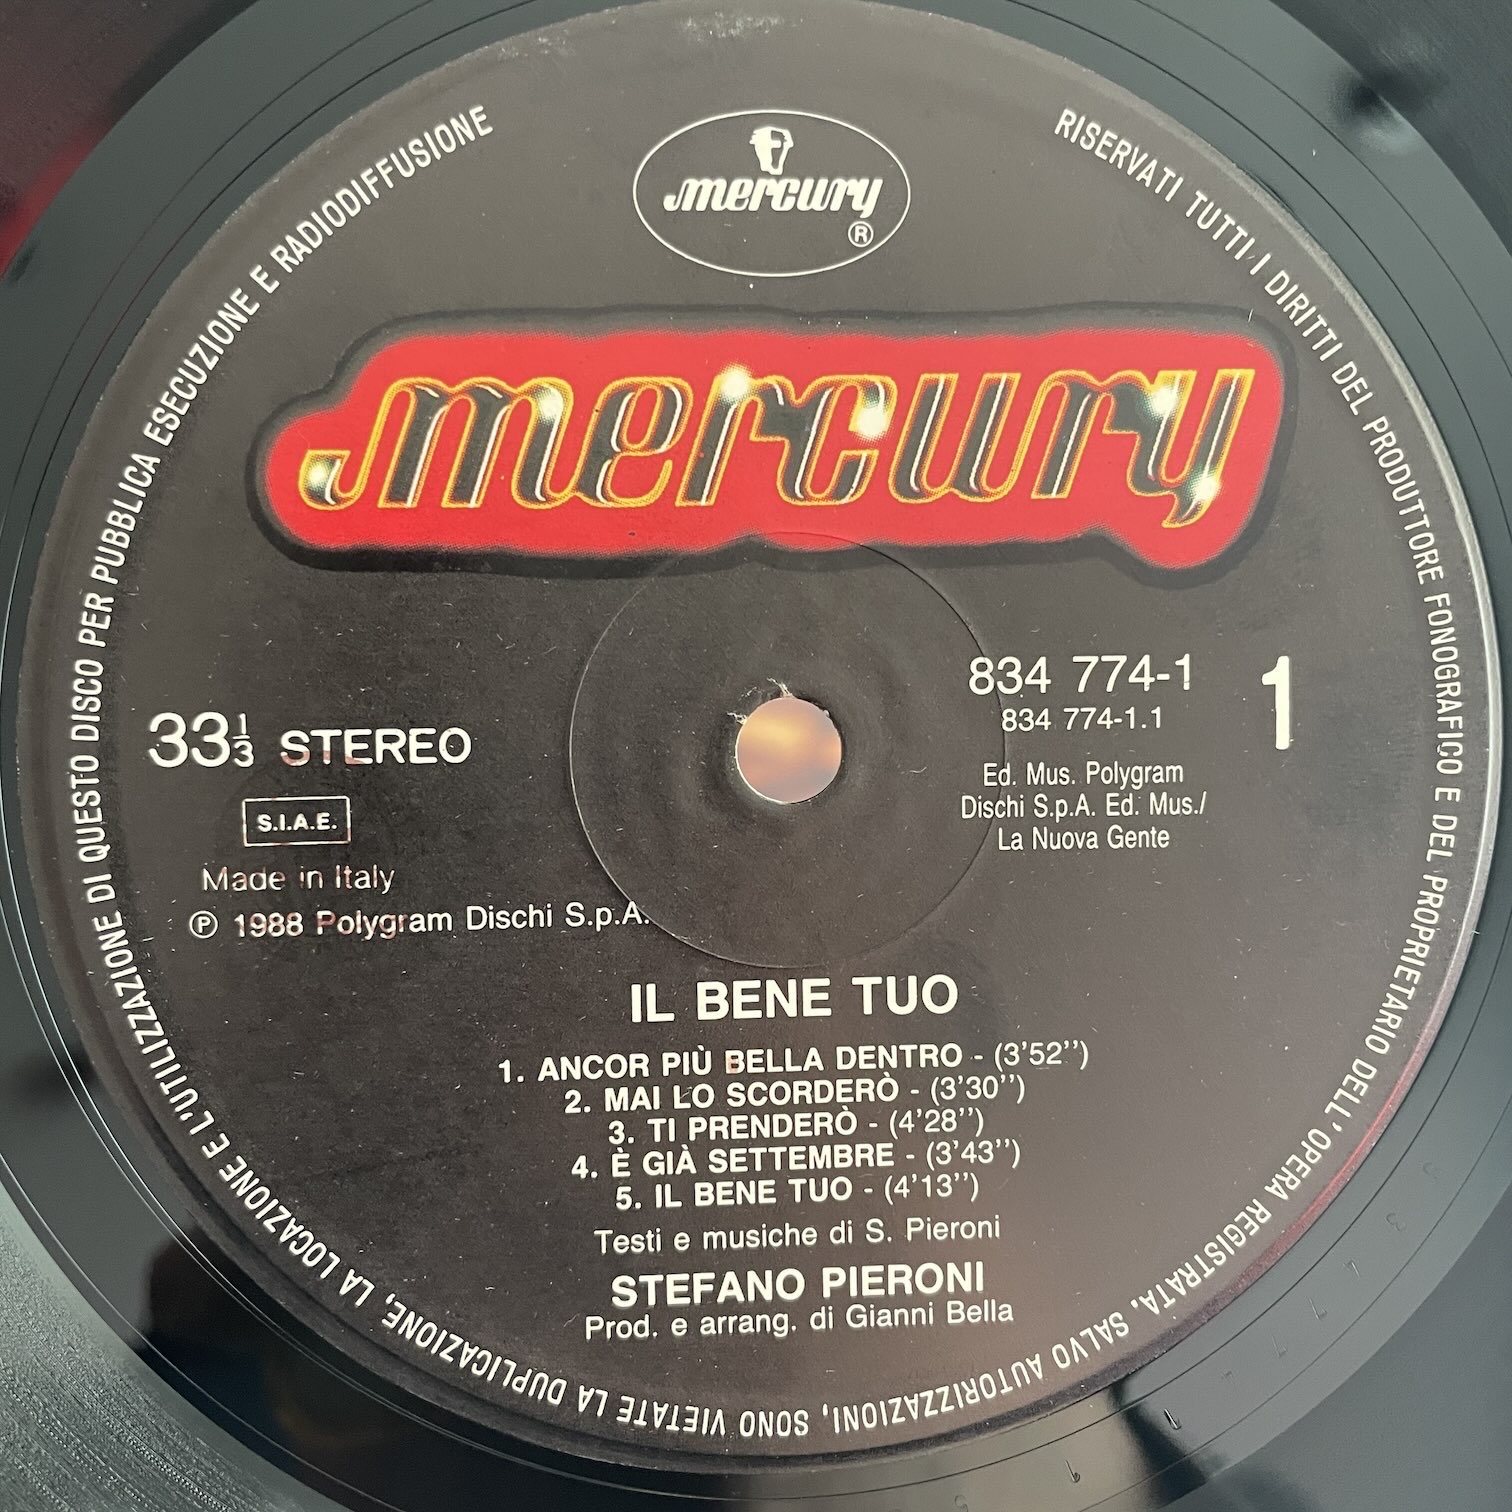 mercury
®
mercury
RISERVATI TUTTI I DIRITTI DEL PRODUTTORE FONOGRAFICO E DEL PROPRIETARIO DELL'OPERA REGISTRATA. SALVO AUTORIZZAZIONI, SONO VIETATE LA DUPLICAZIONE, LA LOCAZIONE E L'UTILIZZAZIONE DI QUESTO DISCO PER PUBBLICA ESECUZIONE E RADIODIFFUSIONE
33⅓ STEREO
S.I.A.E.
Made in Italy
℗ 1988 Polygram Dischi S.p.A.
834 774-1
834 774-1.1
1
Ed. Mus. Polygram
Dischi S.p.A. Ed. Mus./
La Nuova Gente
IL BENE TUO
1. ANCOR PIÙ BELLA DENTRO - (3'52'')
2. MAI LO SCORDERÒ - (3'30'')
3. TI PRENDERÒ - (4'28'')
4. È GIÀ SETTEMBRE - (3'43'')
5. IL BENE TUO - (4'13'')
Testi e musiche di S. Pieroni
STEFANO PIERONI
Prod. e arrang. di Gianni Bella